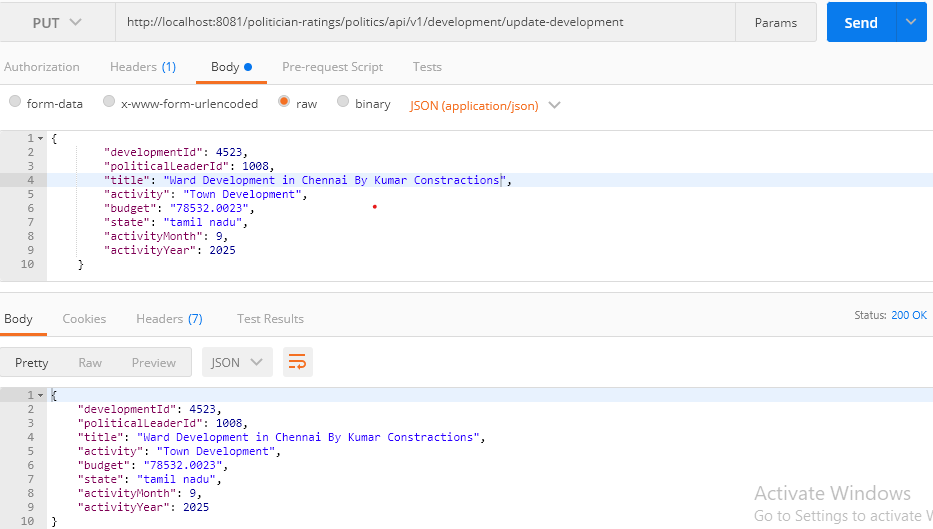 PUT http://localhost:8081/politician-ratings/politics/api/v1/development/update-development Params Send
Authorization Headers (1) Body Pre-request Script Tests
form-data x-www-form-urlencoded raw binary JSON (application/json)
1 {
2 "developmentId": 4523,
3 "politicalLeaderId": 1008,
4 "title": "Ward Development in Chennai By Kumar Constractions",
5 "activity": "Town Development",
6 "budget": "78532.0023",
7 "state": "tamil nadu",
8 "activityMonth": 9,
9 "activityYear": 2025
10 }
Body Cookies Headers (7) Test Results Status: 200 OK
Pretty Raw Preview JSON
1 {
2 "developmentId": 4523,
3 "politicalLeaderId": 1008,
4 "title": "Ward Development in Chennai By Kumar Constractions",
5 "activity": "Town Development",
6 "budget": "78532.0023",
7 "state": "tamil nadu",
8 "activityMonth": 9,
9 "activityYear": 2025
10 }
Activate Windows
Go to Settings to activate